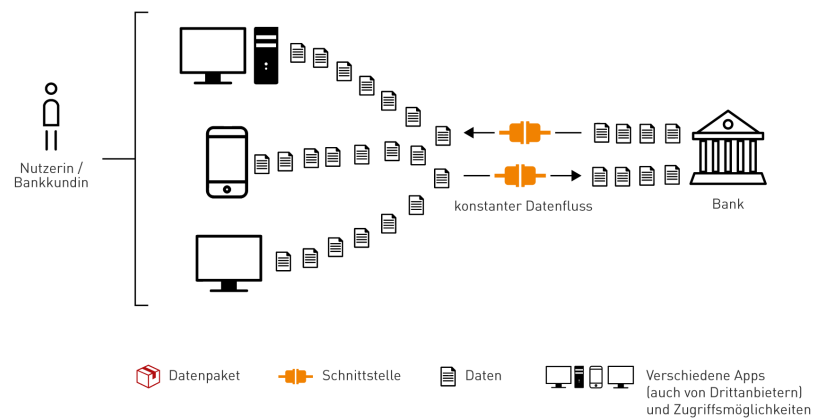 Nutzerin /
Bankkundin
konstanter Datenfluss
Bank
Datenpaket
Schnittstelle
Daten
Verschiedene Apps
(auch von Drittanbietern)
und Zugriffsmöglichkeiten